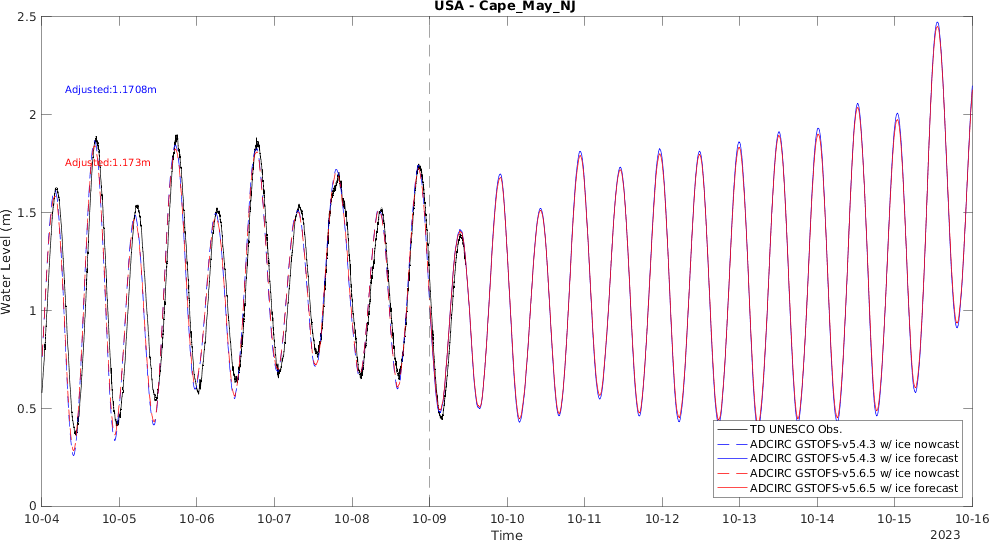 USA - Cape_May_NJ
2.5
2
1.5
1
0.5
0
Water Level (m)
Adjusted:1.1708m
Adjusted:1.173m
TD UNESCO Obs.
ADCIRC GSTOFS-v5.4.3 w/ ice nowcast
ADCIRC GSTOFS-v5.4.3 w/ ice forecast
ADCIRC GSTOFS-v5.6.5 w/ ice nowcast
ADCIRC GSTOFS-v5.6.5 w/ ice forecast
10-04 10-05 10-06 10-07 10-08 10-09 10-10 10-11 10-12 10-13 10-14 10-15 10-16
Time
2023